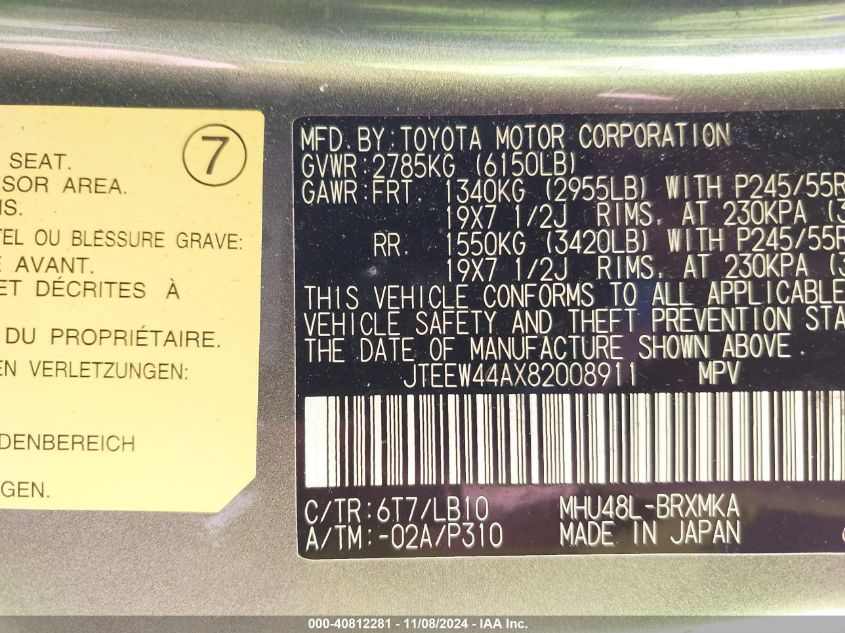 7
SEAT.
SOR AREA.
TEL OU BLESSURE GRAVE:
AVANT.
ET DÉCRITES À
DU PROPRIÉTAIRE.
EN VERLETZUNGEN:
DENBEREICH
GEN.
MFD. BY: TOYOTA MOTOR CORPORATION
GVWR: 2785KG (6150LB)
GAWR: FRT 1340KG (2955LB) WITH P245/55R
19X7 1/2J RIMS, AT 230KPA (3
RR. 1550KG (3420LB) WITH P245/55R
19X7 1/2J RIMS, AT 230KPA (3
THIS VEHICLE CONFORMS TO ALL APPLICABLE
VEHICLE SAFETY AND THEFT PREVENTION STA
THE DATE OF MANUFACTURE SHOWN ABOVE.
JTEEW44AX82008911 MPV
C/TR: 6T7/LB10 MHU48L-BRXMKA
A/TM: -02A/P310 MADE IN JAPAN
000-40812281 - 11/08/2024 - IAA Inc.